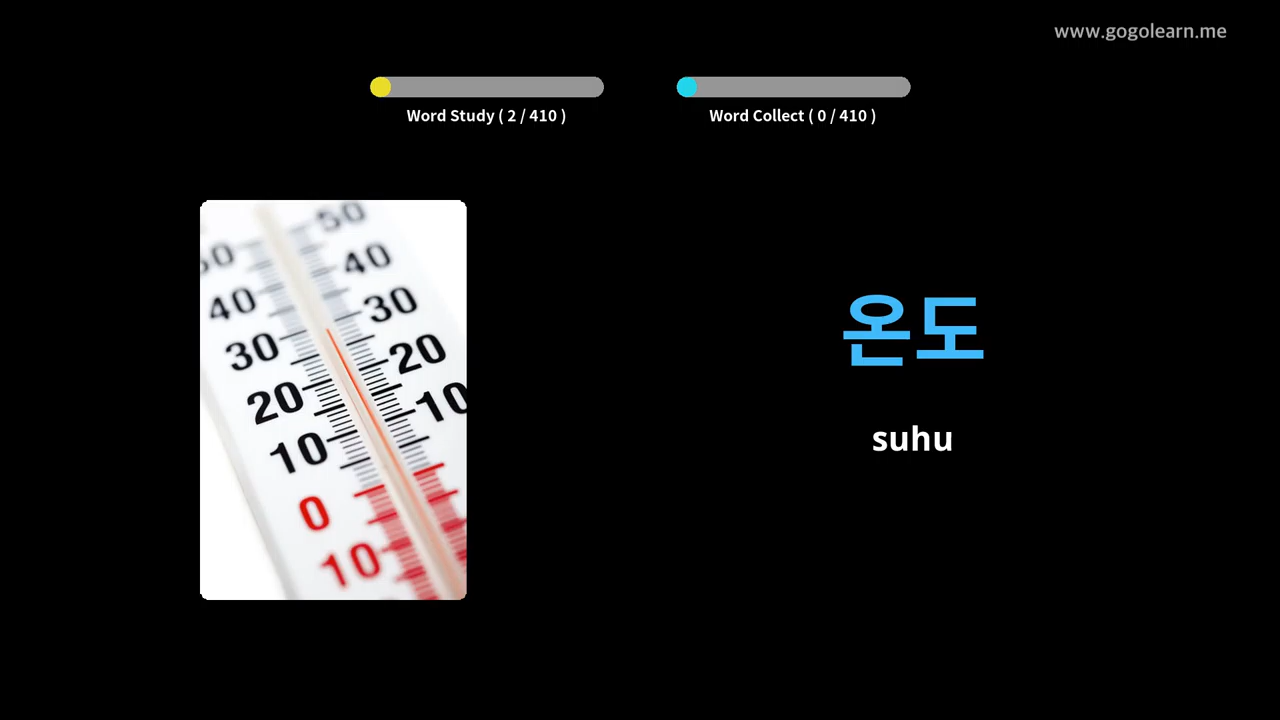 www.gogolearn.me
Word Study ( 2 / 410 )
Word Collect ( 0 / 410 )
50
50
40
40
30
30
20
20
10
10
0
10
온도
suhu